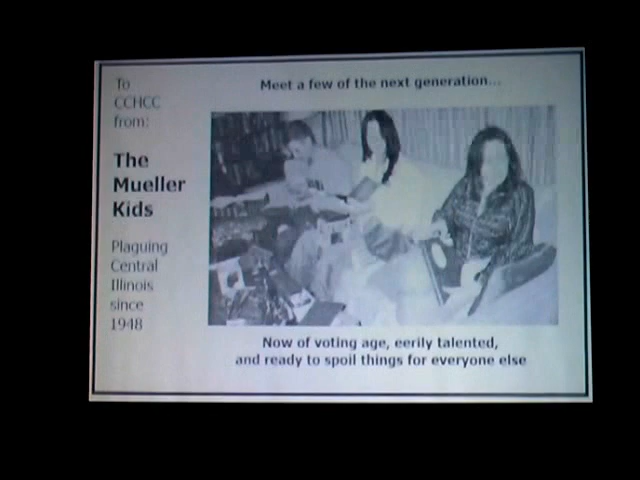 To
CCHCC
from:
The
Mueller
Kids
Plaguing
Central
Illinois
since
1948
Meet a few of the next generation...
Now of voting age, eerily talented,
and ready to spoil things for everyone else